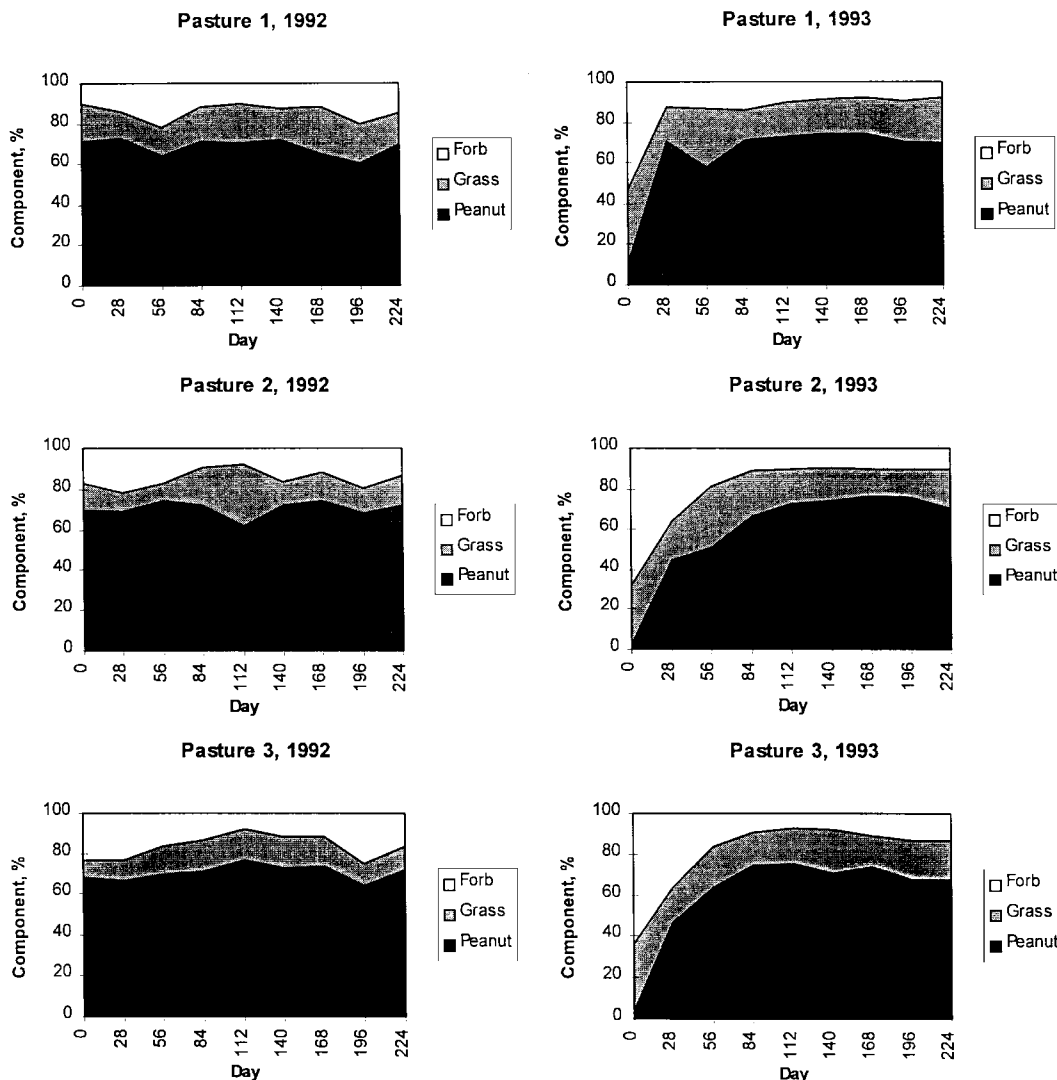 Pasture 1, 1992
100
80
60
40
20
0
Component, %
0 28 56 84 112 140 168 196 224
Day
Forb
Grass
Peanut
Pasture 1, 1993
100
80
60
40
20
0
Component, %
0 28 56 84 112 140 168 196 224
Day
Forb
Grass
Peanut
Pasture 2, 1992
100
80
60
40
20
0
Component, %
0 28 56 84 112 140 168 196 224
Day
Forb
Grass
Peanut
Pasture 2, 1993
100
80
60
40
20
0
Component, %
0 28 56 84 112 140 168 196 224
Day
Forb
Grass
Peanut
Pasture 3, 1992
100
80
60
40
20
0
Component, %
0 28 56 84 112 140 168 196 224
Day
Forb
Grass
Peanut
Pasture 3, 1993
100
80
60
40
20
0
Component, %
0 28 56 84 112 140 168 196 224
Day
Forb
Grass
Peanut